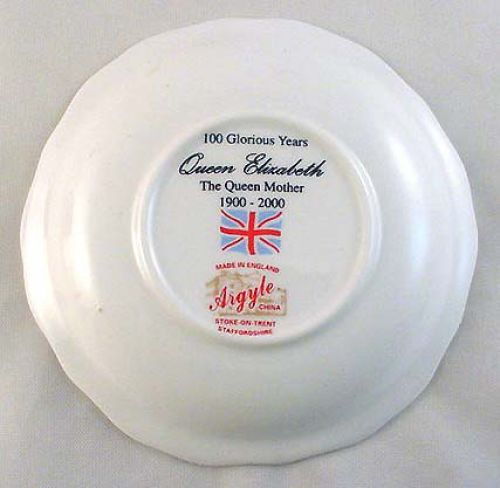 100 Glorious Years
Queen Elizabeth
The Queen Mother
1900 - 2000
MADE IN ENGLAND
Argyle
CHINA
STOKE-ON-TRENT
STAFFORDSHIRE